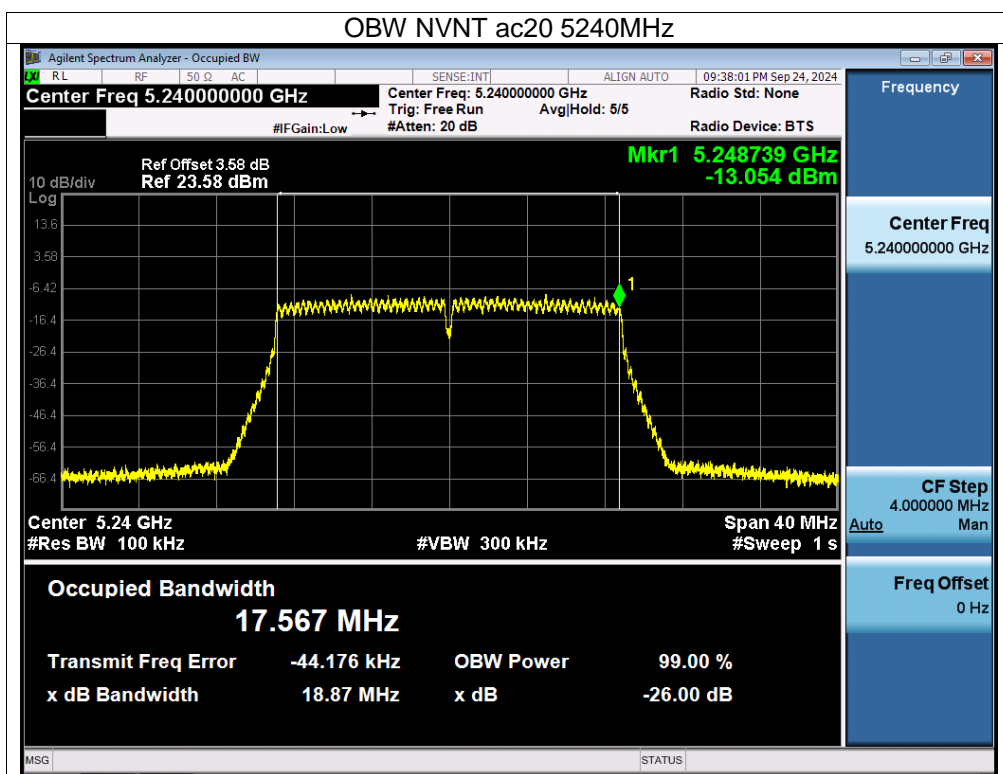 OBW NVNT ac20 5240MHz
Agilent Spectrum Analyzer - Occupied BW
LXI RL RF 50 Ω AC SENSE:INT ALIGN AUTO 09:38:01 PM Sep 24, 2024
Center Freq 5.240000000 GHz
#IFGain:Low
Center Freq: 5.240000000 GHz
Trig: Free Run Avg|Hold: 5/5
#Atten: 20 dB
Radio Std: None
Radio Device: BTS
Mkr1 5.248739 GHz
-13.054 dBm
Ref Offset 3.58 dB
10 dB/div Ref 23.58 dBm
Log
13.6
3.58
-6.42
-16.4
-26.4
-36.4
-46.4
-56.4
-66.4
1
Center 5.24 GHz Span 40 MHz
#Res BW 100 kHz #VBW 300 kHz #Sweep 1 s
Occupied Bandwidth
17.567 MHz
Transmit Freq Error -44.176 kHz OBW Power 99.00 %
x dB Bandwidth 18.87 MHz x dB -26.00 dB
Frequency
Center Freq
5.240000000 GHz
CF Step
4.000000 MHz
Auto Man
Freq Offset
0 Hz
MSG STATUS